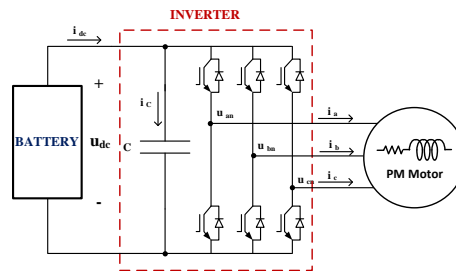 INVERTER
i dc
+
i C
u an
i a
BATTERY
u dc
C
u bn
i b
u cn
i c
PM Motor
-